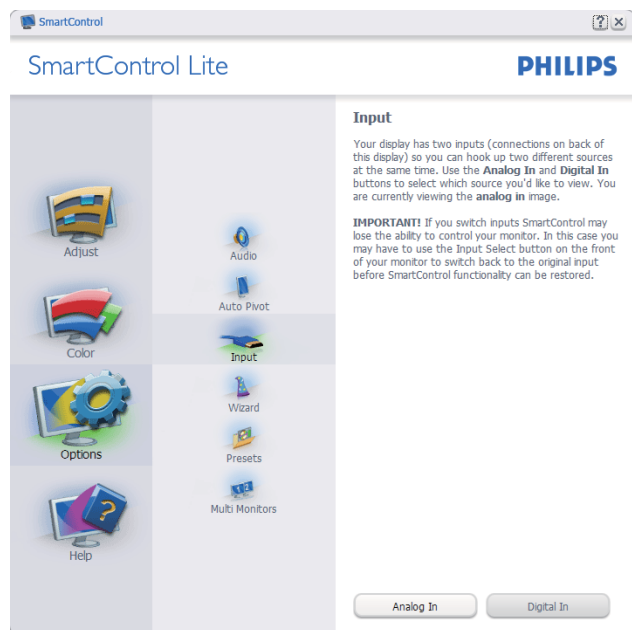 SmartControl
?
SmartControl Lite
PHILIPS
Adjust
Color
Options
?
Help
Audio
Auto Pivot
Input
Wizard
Presets
1 2
Multi Monitors
Input
Your display has two inputs (connections on back of
this display) so you can hook up two different sources
at the same time. Use the Analog In and Digital In
buttons to select which source you'd like to view. You
are currently viewing the analog in image.
IMPORTANT! If you switch inputs SmartControl may
lose the ability to control your monitor. In this case you
may have to use the Input Select button on the front
of your monitor to switch back to the original input
before SmartControl functionality can be restored.
Analog In
Digital In